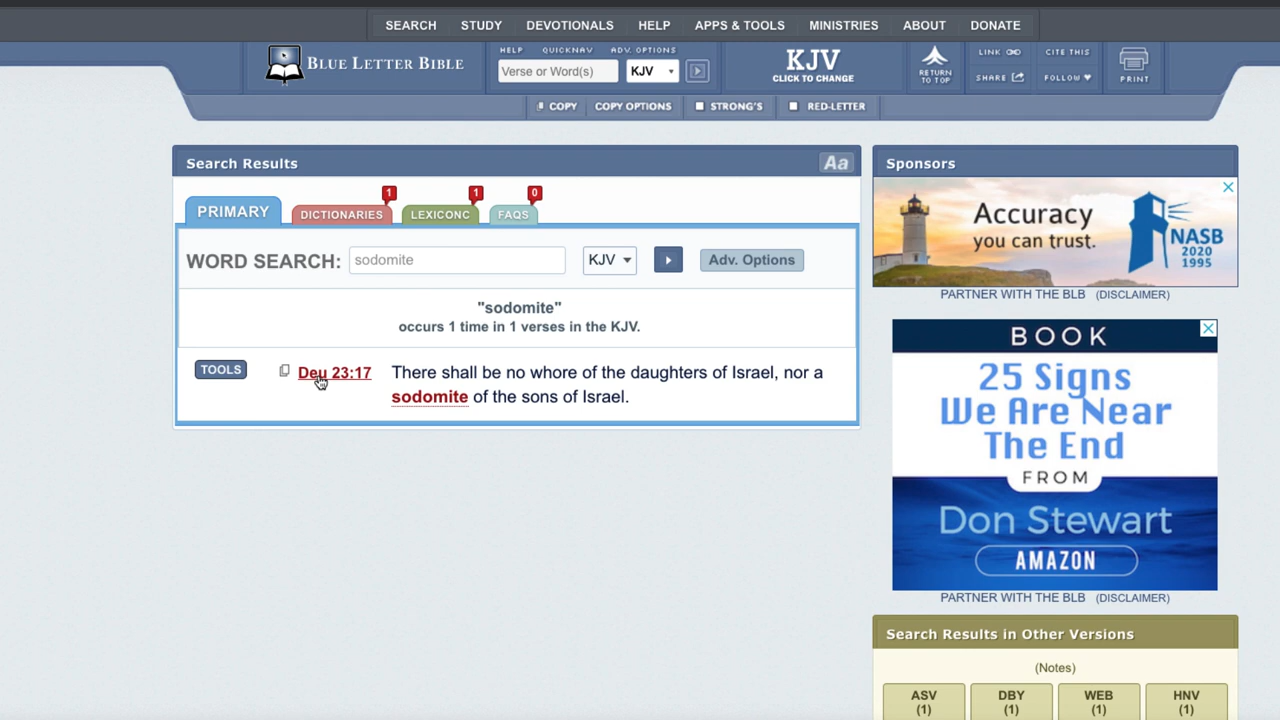 SEARCH STUDY DEVOTIONALS HELP APPS & TOOLS MINISTRIES ABOUT DONATE
BLUE LETTER BIBLE
HELP QUICKNAV ADV. OPTIONS
Verse or Word(s) KJV
KJV
CLICK TO CHANGE
RETURN
TO TOP
LINK CITE THIS
SHARE FOLLOW
PRINT
COPY COPY OPTIONS STRONG'S RED-LETTER
Search Results Aa
PRIMARY DICTIONARIES 1 LEXICONC 1 FAQS 0
WORD SEARCH: sodomite KJV Adv. Options
"sodomite"
occurs 1 time in 1 verses in the KJV.
TOOLS Deu 23:17 There shall be no whore of the daughters of Israel, nor a
sodomite of the sons of Israel.
Sponsors
Accuracy
you can trust.
NASB
2020
1995
PARTNER WITH THE BLB (DISCLAIMER)
BOOK
25 Signs
We Are Near
The End
FROM
Don Stewart
AMAZON
PARTNER WITH THE BLB (DISCLAIMER)
Search Results in Other Versions
(Notes)
ASV DBY WEB HNV
(1) (1) (1) (1)